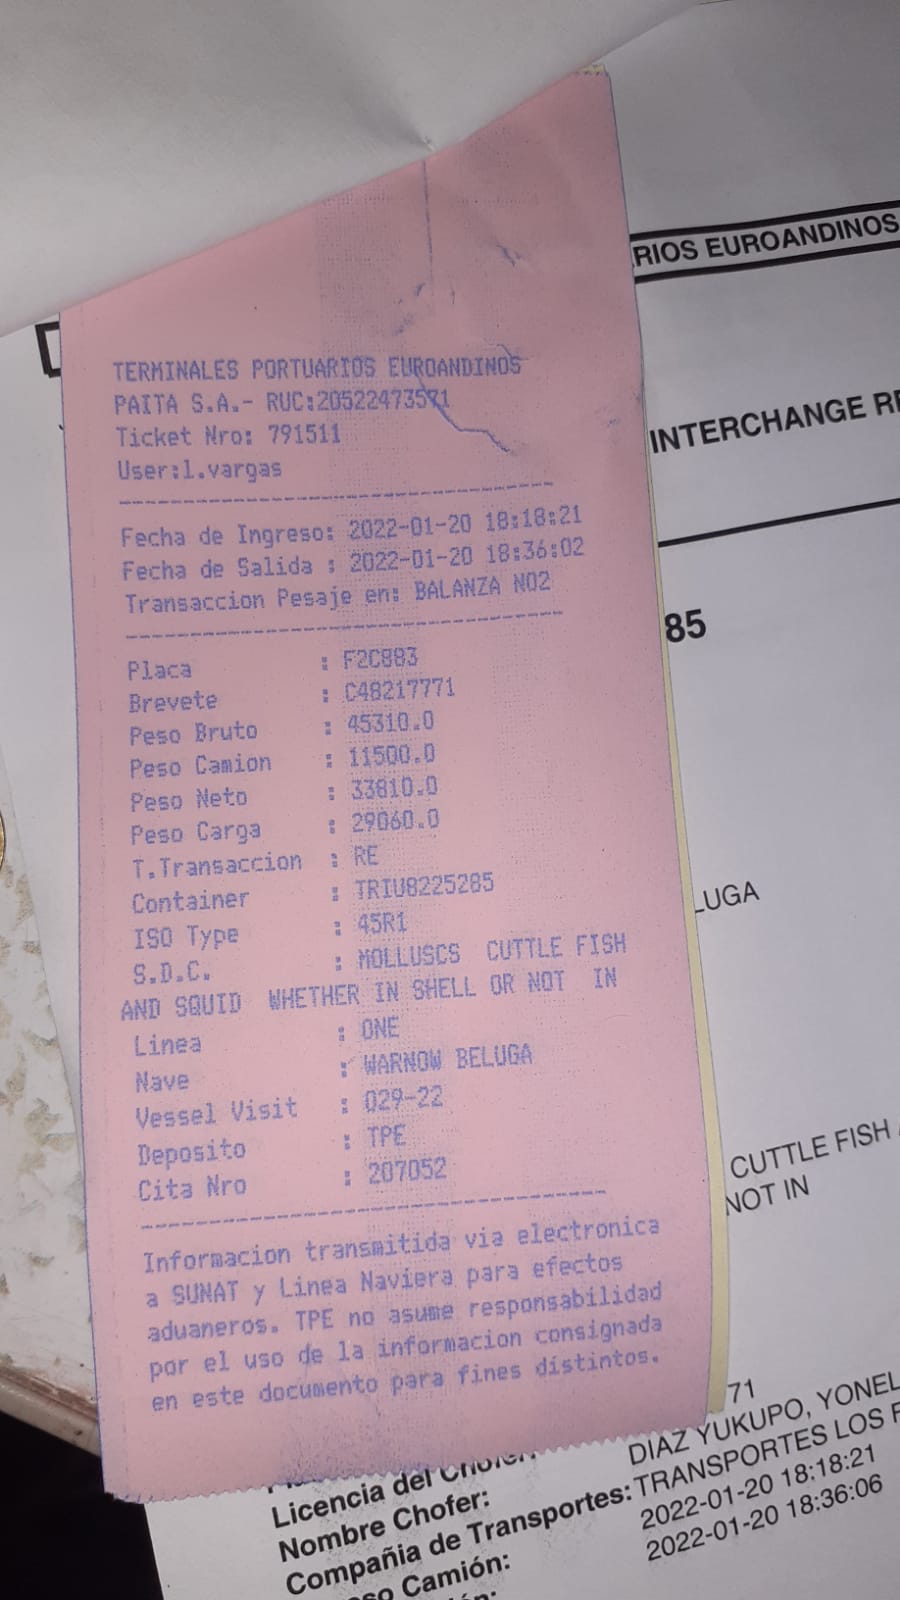 TERMINALES PORTUARIOS EUROANDINOS
PAITA S.A.- RUC:20522473571
Ticket Nro: 791511
User:l.vargas
Fecha de Ingreso: 2022-01-20 18:18:21
Fecha de Salida : 2022-01-20 18:36:02
Transaccion Pesaje en: BALANZA NO2
Placa : F2C883
Brevete : C48217771
Peso Bruto : 45310.0
Peso Camion : 11500.0
Peso Neto : 33810.0
Peso Carga : 29060.0
T.Transaccion : RE
Container : TRIU8225285
ISO Type : 45R1
S.D.C. : MOLLUSCS CUTTLE FISH
AND SQUID WHETHER IN SHELL OR NOT IN
Linea : ONE
Nave : WARNOW BELUGA
Vessel Visit : 029-22
Deposito : TPE
Cita Nro : 207052
Informacion transmitida via electronica
a SUNAT y Linea Naviera para efectos
aduaneros. TPE no asume responsabilidad
por el uso de la informacion consignada
en este documento para fines distintos.
RIOS EUROANDINOS
INTERCHANGE RE
85
LUGA
CUTTLE FISH
NOT IN
71
Licencia del Chofer:
Nombre Chofer: DIAZ YUKUPO, YONEL
Compañia de Transportes: TRANSPORTES LOS
2022-01-20 18:18:21
2022-01-20 18:36:06
so Camión: